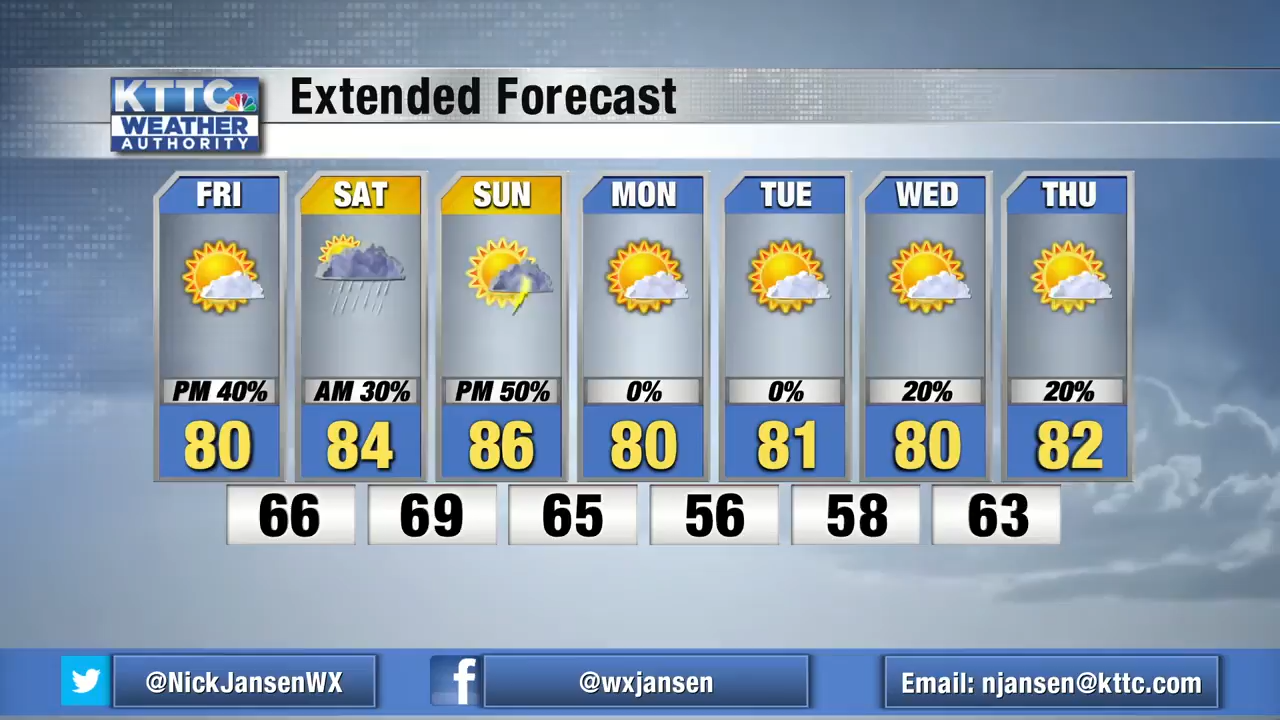 KTTC
WEATHER
AUTHORITY
Extended Forecast
FRI SAT SUN MON TUE WED THU
PM 40% AM 30% PM 50% 0% 0% 20% 20%
80 84 86 80 81 80 82
66 69 65 56 58 63
@NickJansenWX f @wxjansen Email: njansen@kttc.com